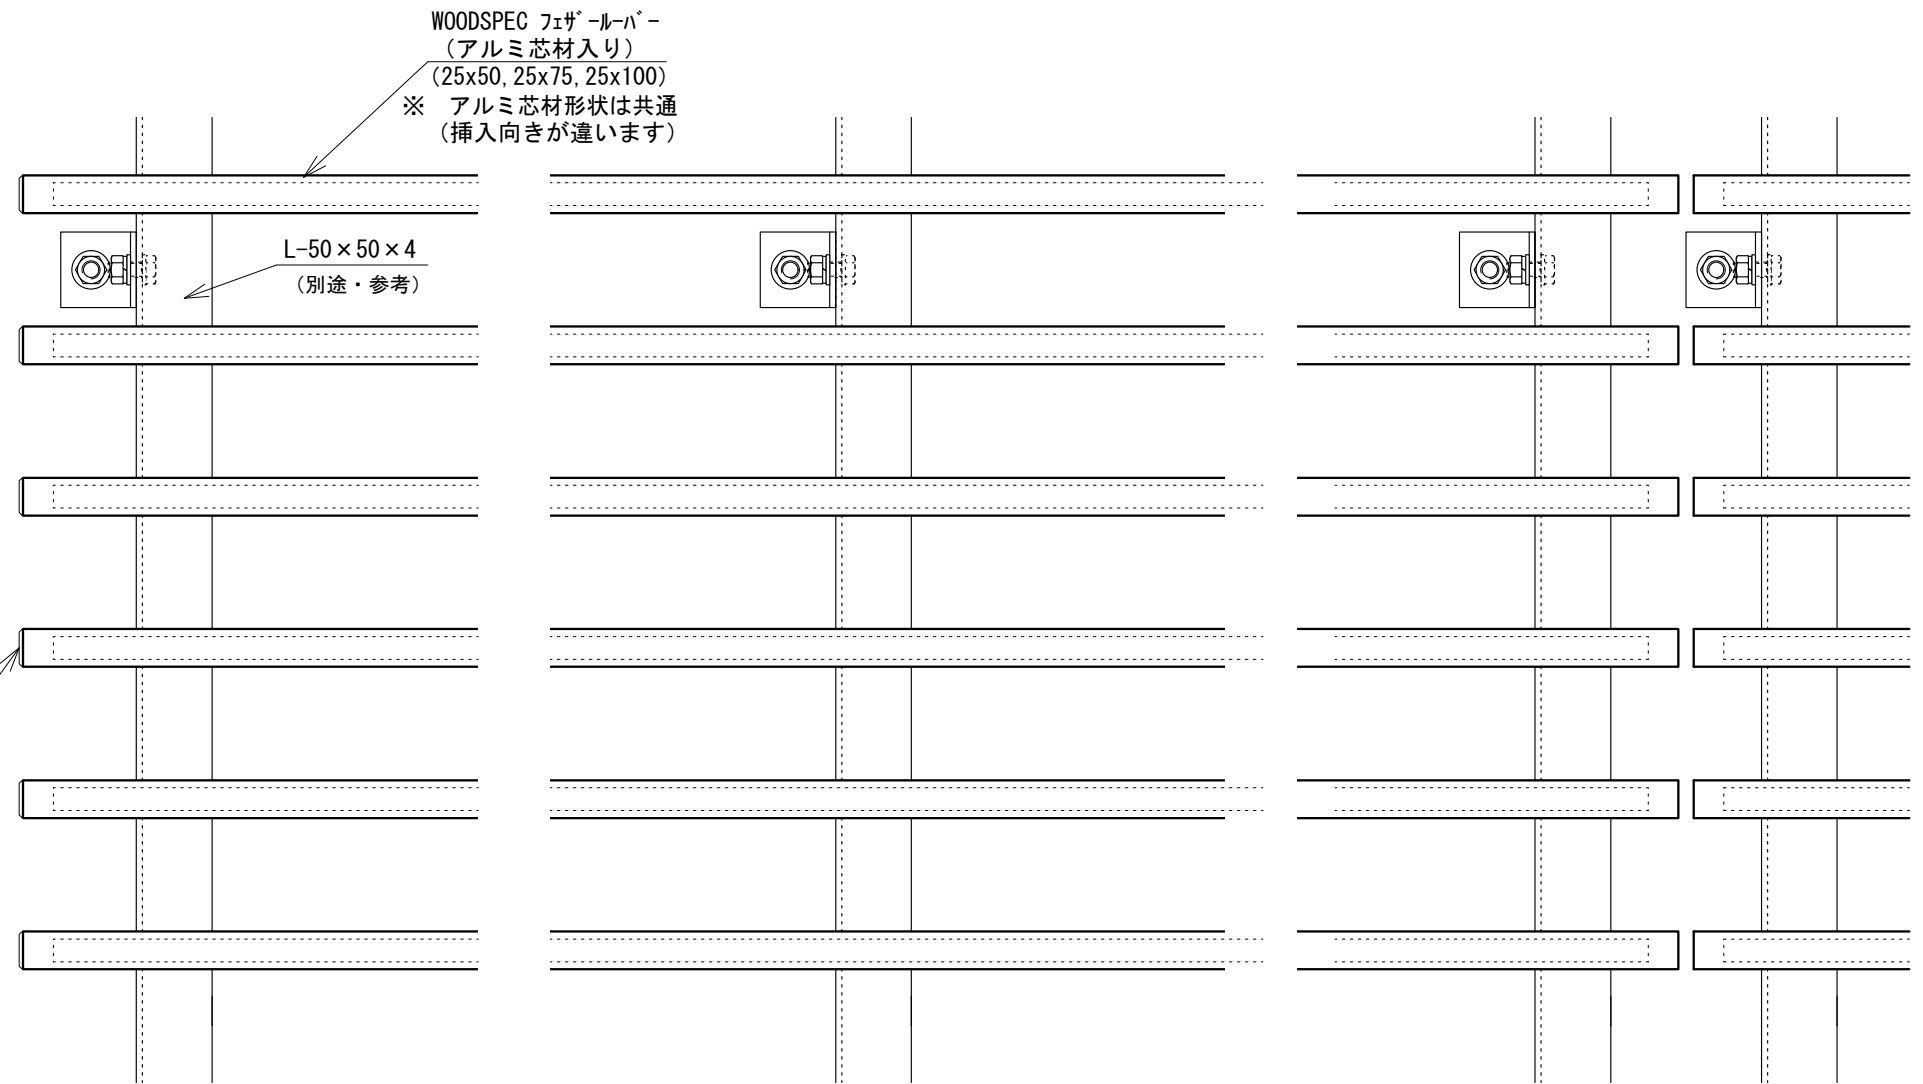 WOODSPEC フェザールーバー
(アルミ芯材入り)
(25x50, 25x75, 25x100)
※ アルミ芯材形状は共通
(挿入向きが違います)
L-50×50×4
(別途・参考)